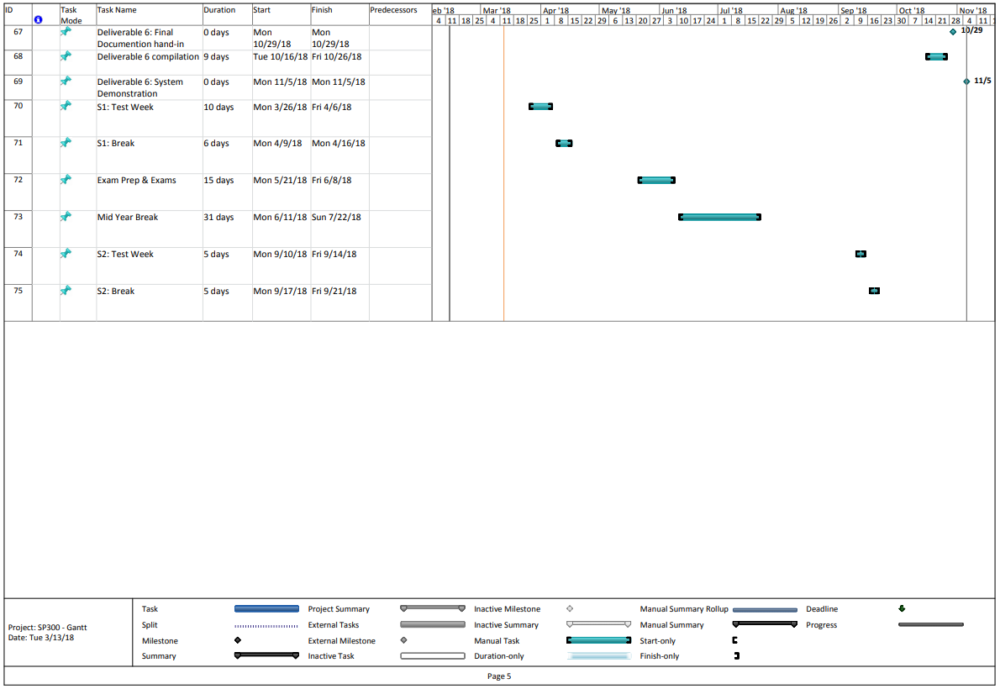 ID Task Mode Task Name Duration Start Finish Predecessors
eb '18 Mar '18 Apr '18 May '18 Jun '18 Jul '18 Aug '18 Sep '18 Oct '18 Nov '18
4 11 18 25 4 11 18 25 1 8 15 22 29 6 13 20 27 3 10 17 24 1 8 15 22 29 5 12 19 26 2 9 16 23 30 7 14 21 28 4 11
67 Deliverable 6: Final Documention hand-in 0 days Mon 10/29/18 Mon 10/29/18 10/29
68 Deliverable 6 compilation 9 days Tue 10/16/18 Fri 10/26/18
69 Deliverable 6: System Demonstration 0 days Mon 11/5/18 Mon 11/5/18 11/5
70 S1: Test Week 10 days Mon 3/26/18 Fri 4/6/18
71 S1: Break 6 days Mon 4/9/18 Mon 4/16/18
72 Exam Prep & Exams 15 days Mon 5/21/18 Fri 6/8/18
73 Mid Year Break 31 days Mon 6/11/18 Sun 7/22/18
74 S2: Test Week 5 days Mon 9/10/18 Fri 9/14/18
75 S2: Break 5 days Mon 9/17/18 Fri 9/21/18
Project: SP300 - Gantt
Date: Tue 3/13/18
Task Project Summary Inactive Milestone Manual Summary Rollup Deadline
Split External Tasks Inactive Summary Manual Summary Progress
Milestone External Milestone Manual Task Start-only
Summary Inactive Task Duration-only Finish-only
Page 5